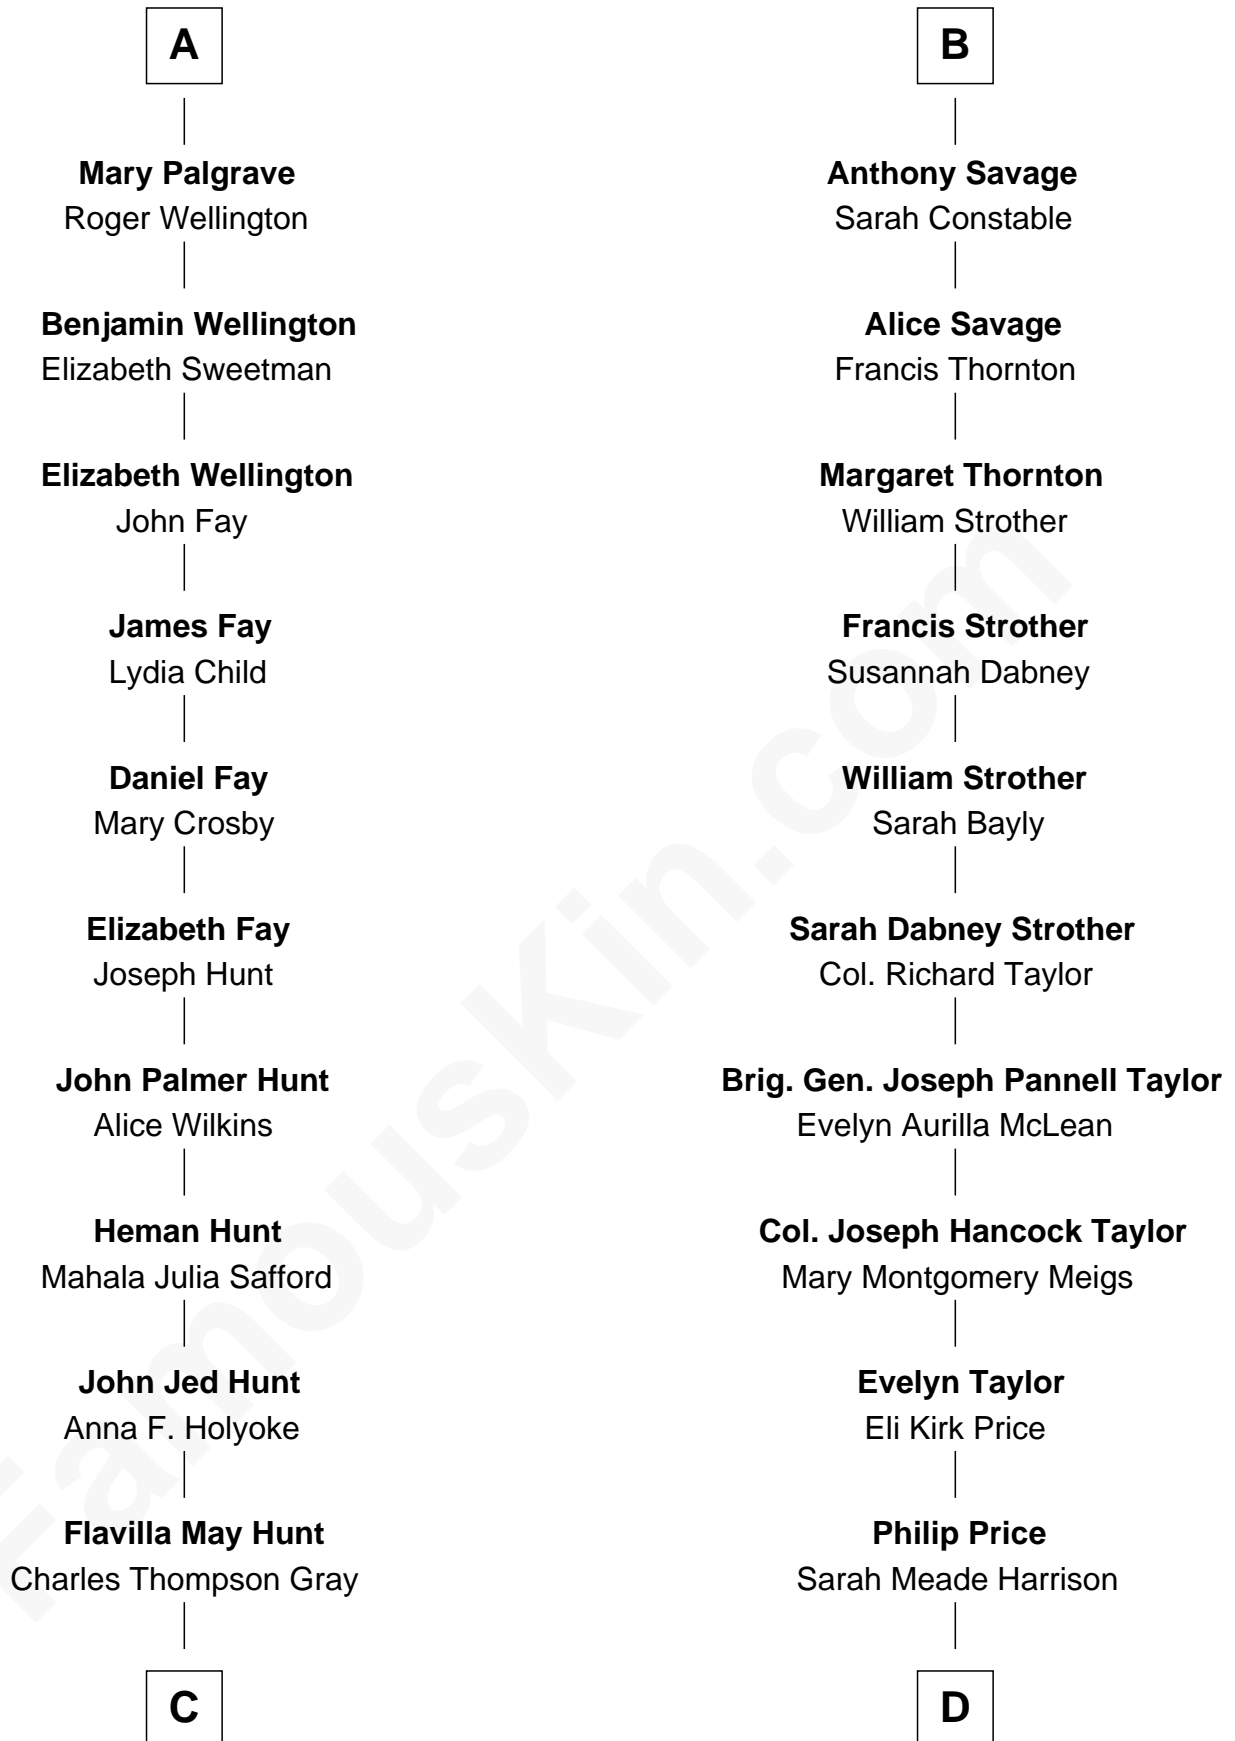 A
Mary Palgrave
Roger Wellington
Benjamin Wellington
Elizabeth Sweetman
Elizabeth Wellington
John Fay
James Fay
Lydia Child
Daniel Fay
Mary Crosby
Elizabeth Fay
Joseph Hunt
John Palmer Hunt
Alice Wilkins
Heman Hunt
Mahala Julia Safford
John Jed Hunt
Anna F. Holyoke
Flavilla May Hunt
Charles Thompson Gray
C
B
Anthony Savage
Sarah Constable
Alice Savage
Francis Thornton
Margaret Thornton
William Strother
Francis Strother
Susannah Dabney
William Strother
Sarah Bayly
Sarah Dabney Strother
Col. Richard Taylor
Brig. Gen. Joseph Pannell Taylor
Evelyn Aurilla McLean
Col. Joseph Hancock Taylor
Mary Montgomery Meigs
Evelyn Taylor
Eli Kirk Price
Philip Price
Sarah Meade Harrison
D
FamousKin.com